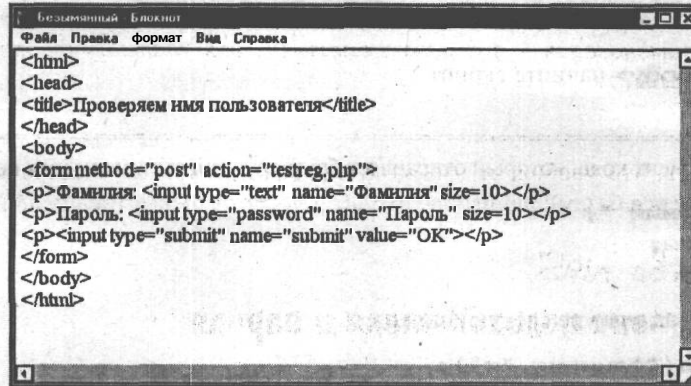 Безымянный - Блокнот
Файл Правка формат Вид Справка
<html>
<head>
<title>Проверяем имя пользователя</title>
</head>
<body>
<form method="post" action="testreg.php'
<p>Фамилия: <input type="text" name="Фамилия" size=10></p>
<p>Пароль: <input type="password" name="Пароль" size=10></p>
<p><input type="submit" name="submit" value="OK"></p>
</form>
</body>
</html>